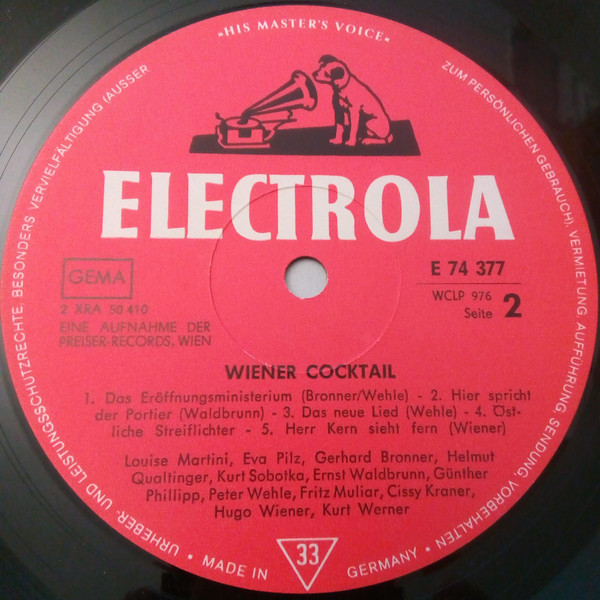 »HIS MASTER'S VOICE«
ELECTROLA
GEMA
2 XRA 50 410
EINE AUFNAHME DER
PREISER-RECORDS, WIEN
E 74 377
WCLP 976
Seite 2
WIENER COCKTAIL
1. Das Eröffnungsministerium (Bronner/Wehle) - 2. Hier spricht
der Portier (Waldbrunn) - 3. Das neue Lied (Wehle) - 4. Öst-
liche Streiflichter - 5. Herr Kern sieht fern (Wiener)
Louise Martini, Eva Pilz, Gerhard Bronner, Helmut
Qualtinger, Kurt Sobotka, Ernst Waldbrunn, Günther
Phillipp, Peter Wehle, Fritz Muliar, Cissy Kraner,
Hugo Wiener, Kurt Werner
33
URHEBER- UND LEISTUNGSSCHUTZRECHTE, BESONDERS VERVIELFÄLTIGUNG (AUSSER
ZUM PERSÖNLICHEN GEBRAUCH), VERMIETUNG, AUFFÜHRUNG, SENDUNG, VORBEHALTEN
• MADE IN GERMANY •